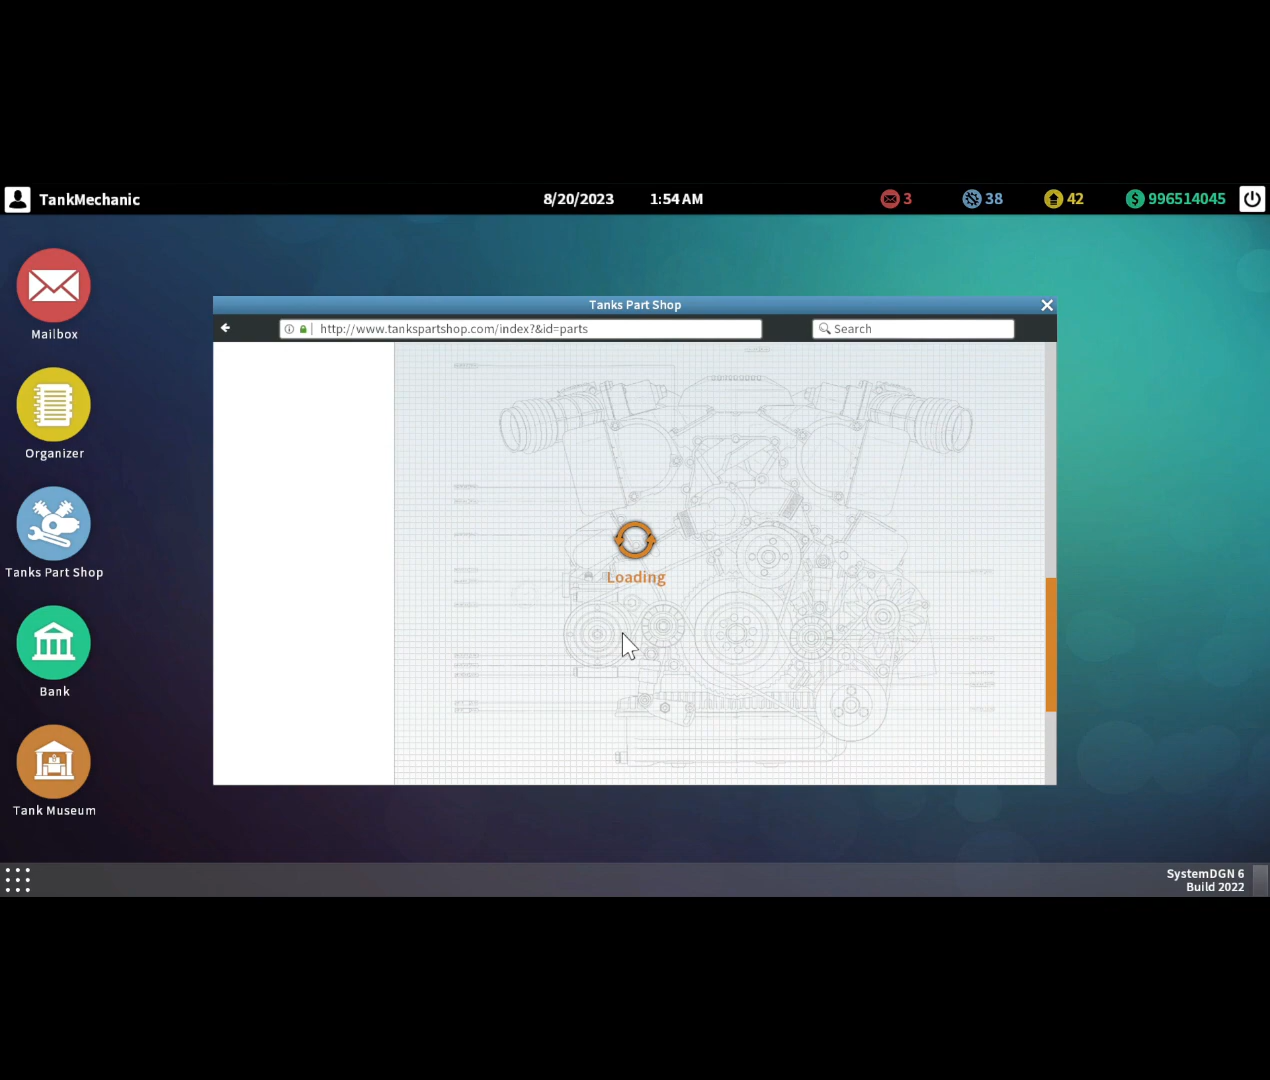 TankMechanic
8/20/2023 1:54 AM
3 38 42 996514045
Mailbox
Organizer
Tanks Part Shop
Bank
Tank Museum
Tanks Part Shop
http://www.tankspartshop.com/index?&id=parts
Search
Loading
SystemDGN 6
Build 2022